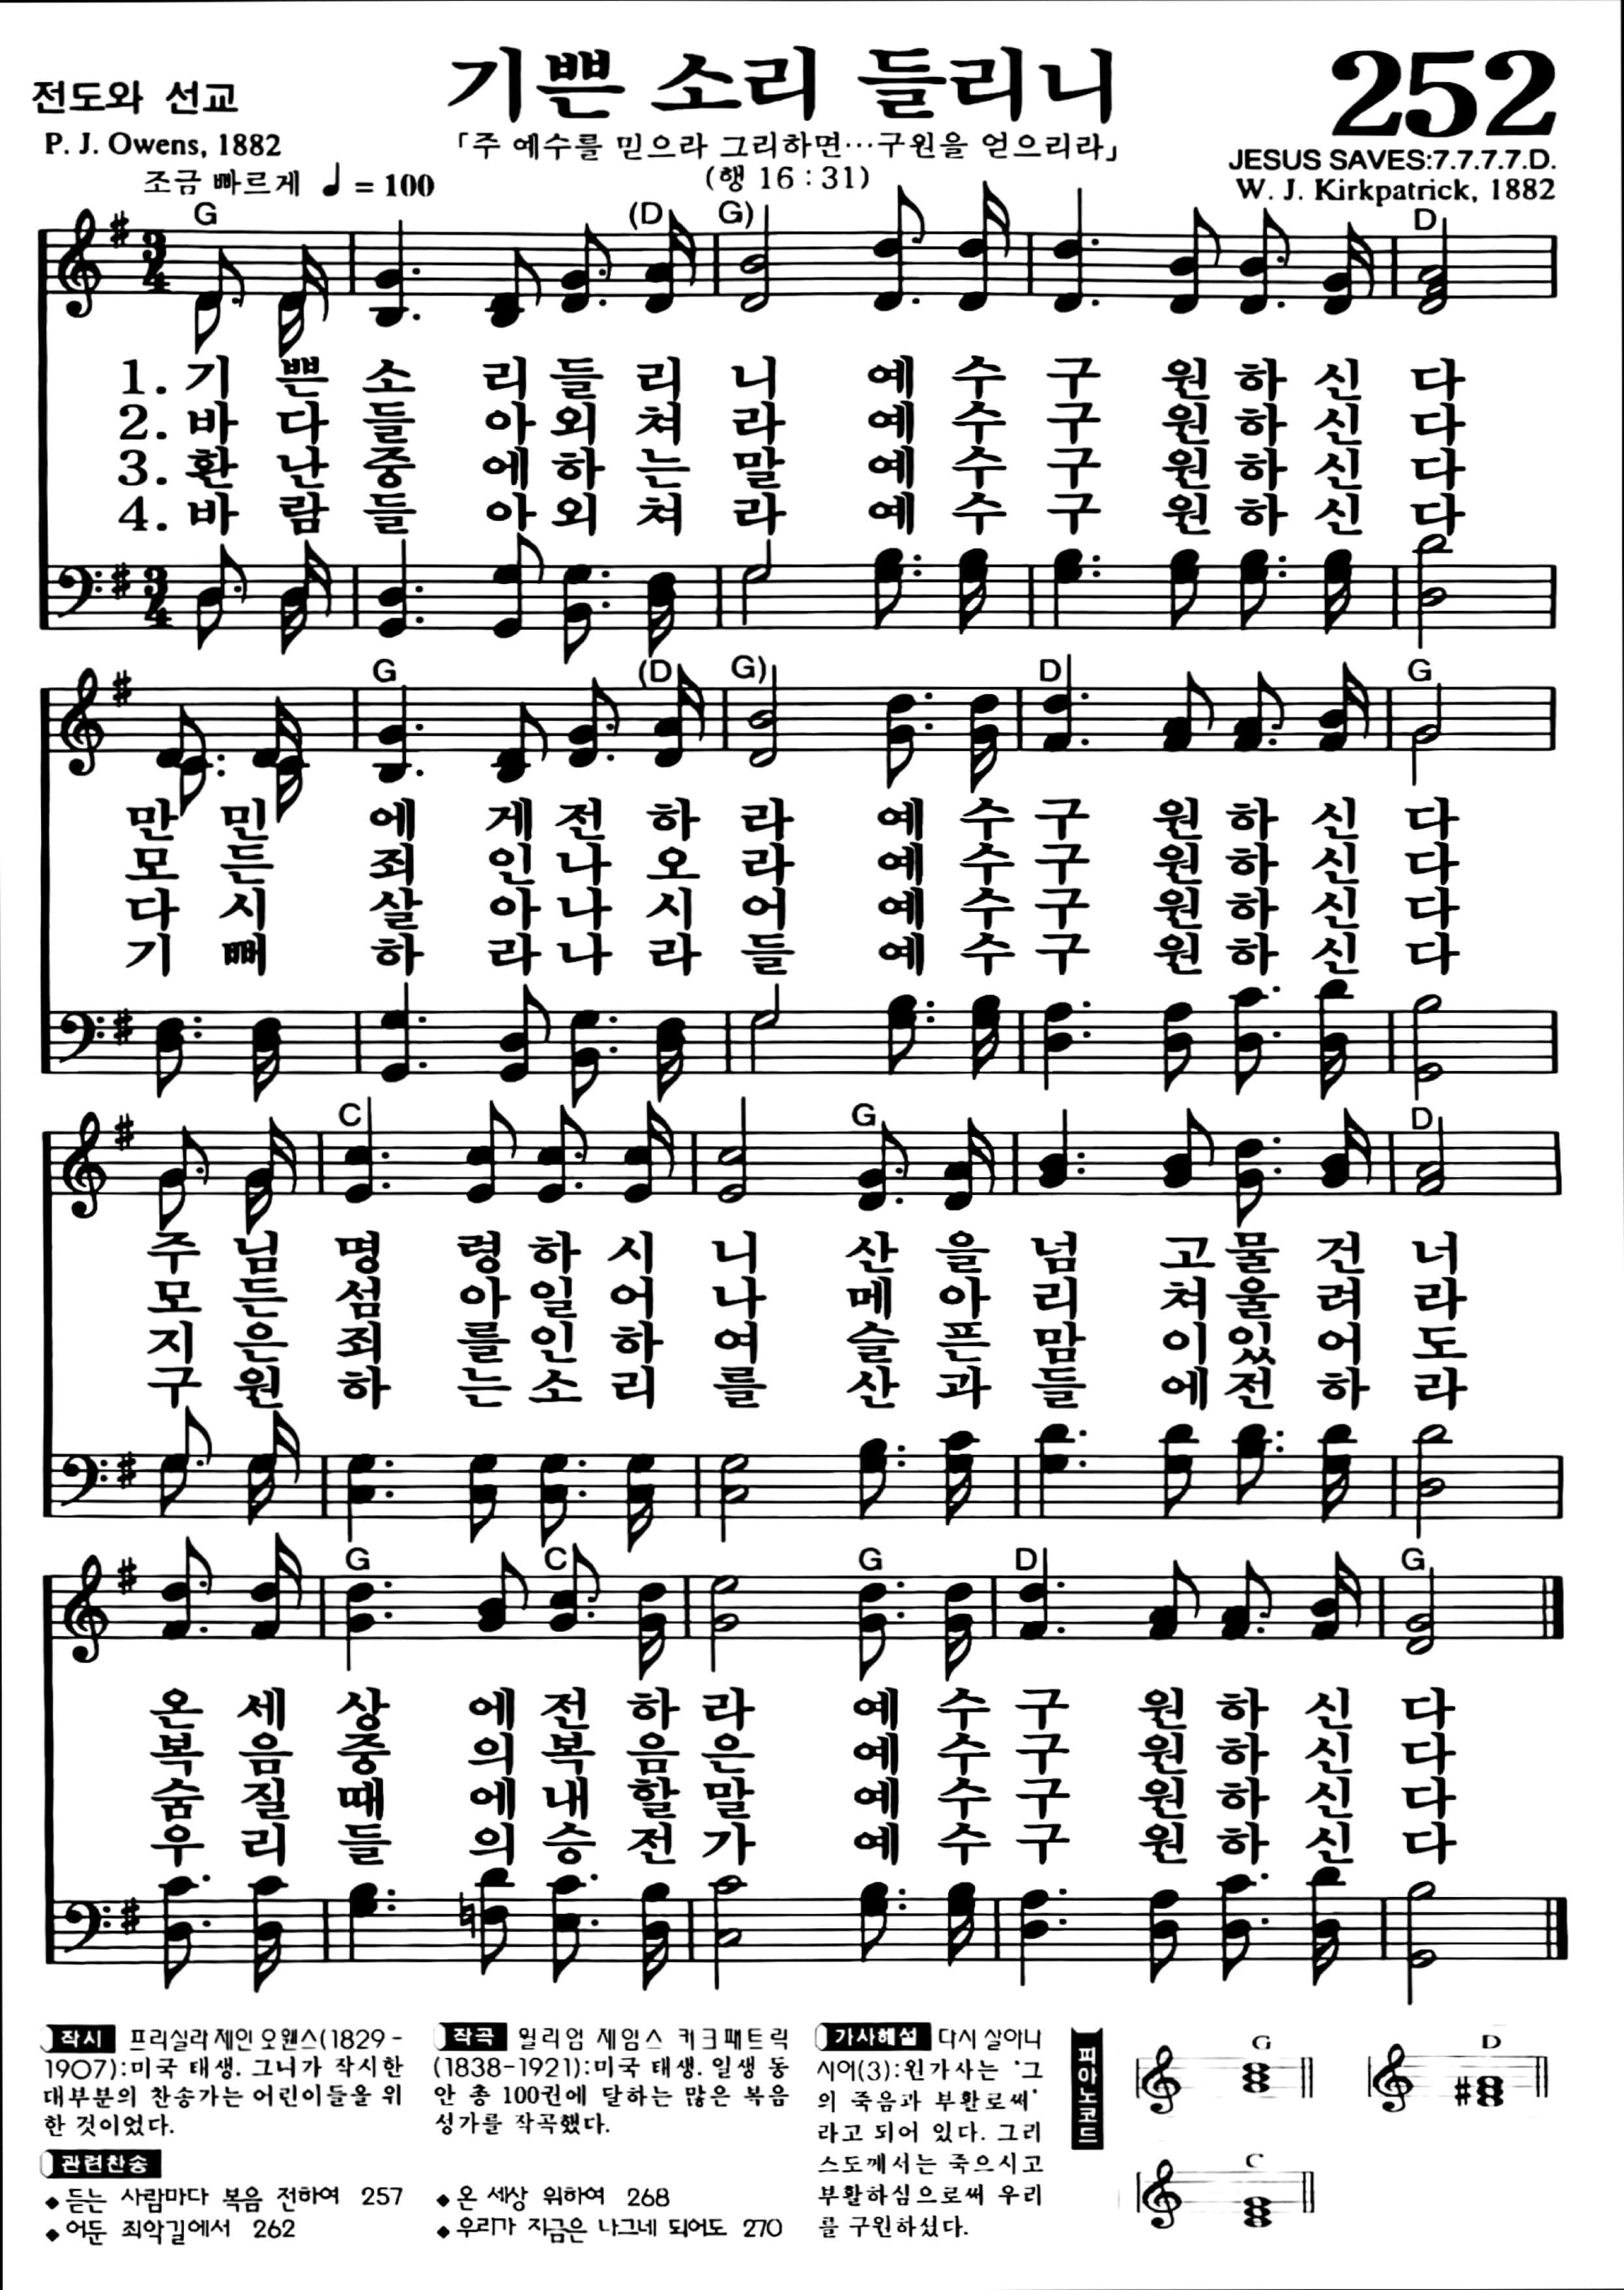 전도와 선교
기쁜 소리 들리니
252
P. J. Owens, 1882
「주 예수를 믿으라 그리하면…구원을 얻으리라」
(행 16 : 31)
JESUS SAVES:7.7.7.7.D.
W. J. Kirkpatrick, 1882
조금 빠르게 ♩ = 100
G (D G) D
1. 기 쁜 소 리 들 리 니 예 수 구 원 하 신 다
2. 바 다 들 아 외 쳐 라 예 수 구 원 하 신 다
3. 환 난 중 에 하 는 말 예 수 구 원 하 신 다
4. 바 람 들 아 외 쳐 라 예 수 구 원 하 신 다
G (D G) D G
만 민 에 게 전 하 라 예 수 구 원 하 신 다
모 든 죄 인 나 오 라 예 수 구 원 하 신 다
다 시 살 아 나 시 어 예 수 구 원 하 신 다
기 뻐 하 라 나 라 들 예 수 구 원 하 신 다
C G D
주 님 명 령 하 시 니 산 을 넘 고 물 건 너
모 든 섬 아 일 어 나 메 아 리 쳐 울 려 라
지 은 죄 를 인 하 여 슬 픈 맘 이 있 어 도
구 원 하 는 소 리 를 산 과 들 에 전 하 라
G C G D G
온 세 상 에 전 하 라 예 수 구 원 하 신 다
복 음 중 의 복 음 은 예 수 구 원 하 신 다
숨 질 때 에 내 할 말 예 수 구 원 하 신 다
우 리 들 의 승 전 가 예 수 구 원 하 신 다
작시 프리실라 제인 오웬스(1829-
1907):미국 태생. 그녀가 작시한
대부분의 찬송가는 어린이들을 위
한 것이었다.
관련찬송
◆듣는 사람마다 복음 전하여 257
◆어둔 죄악길에서 262
작곡 윌리엄 제임스 커크패트릭
(1838-1921):미국 태생. 일생 동
안 총 100권에 달하는 많은 복음
성가를 작곡했다.
◆온 세상 위하여 268
◆우리가 지금은 나그네 되어도 270
가사해설 다시 살아나
시어(3):원가사는 '그
의 죽음과 부활로써'
라고 되어 있다. 그리
스도께서는 죽으시고
부활하심으로써 우리
를 구원하셨다.
피아노코드
G D
C